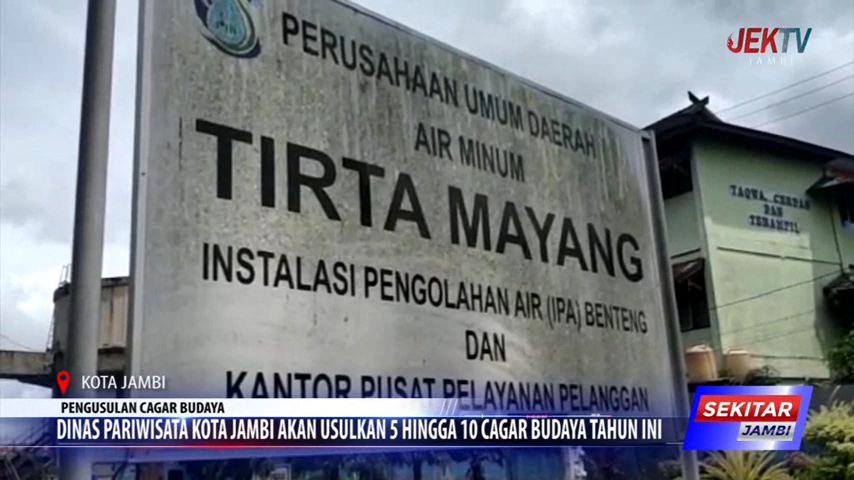 JEKTV
JAMBI
PERUSAHAAN UMUM DAERAH
AIR MINUM
TIRTA MAYANG
INSTALASI PENGOLAHAN AIR (IPA) BENTENG
DAN
KANTOR PUSAT PELAYANAN PELANGGAN
TAQWA, CERDAS
DAN
TERAMPIL
KOTA JAMBI
PENGUSULAN CAGAR BUDAYA
DINAS PARIWISATA KOTA JAMBI AKAN USULKAN 5 HINGGA 10 CAGAR BUDAYA TAHUN INI
SEKITAR
JAMBI